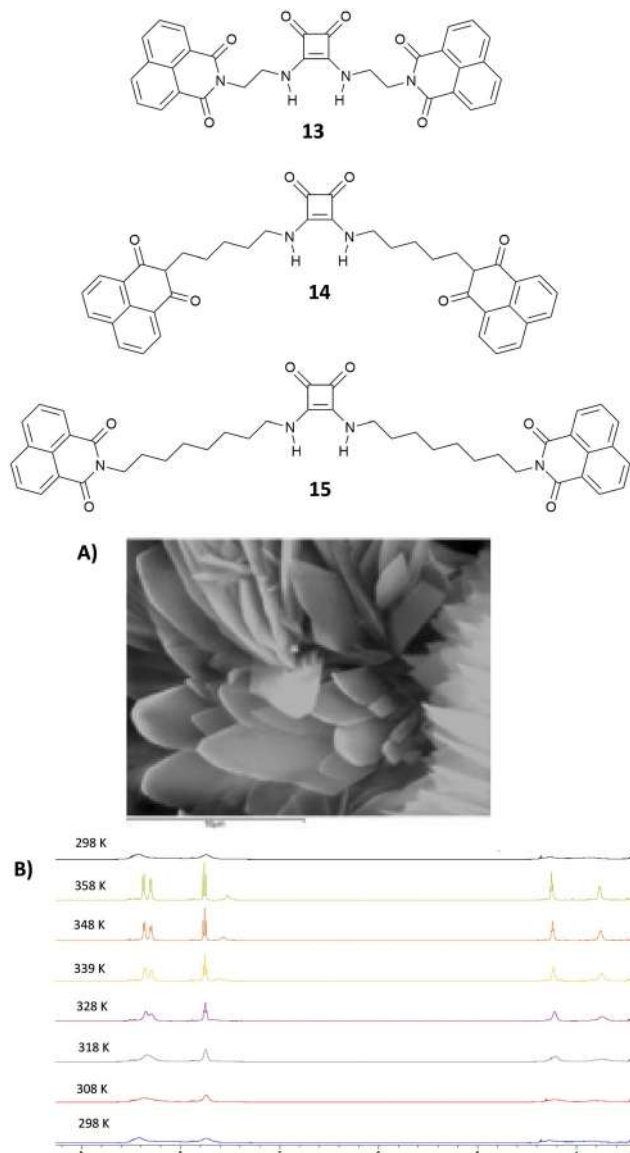 O O
O O
N N N N
H H
O O
13
O O
O N N O
H H
14
O O
O O
O O
N N
H H
N N
15
O O
A)
B)
298 K
358 K
348 K
339 K
328 K
318 K
308 K
298 K